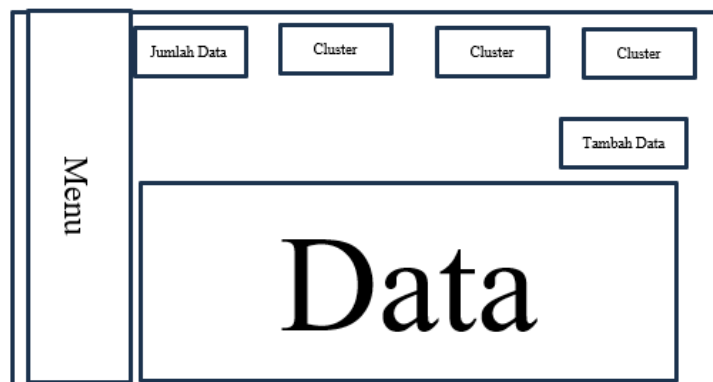 Jumlah Data
Cluster
Cluster
Cluster
Tambah Data
Menu
Data